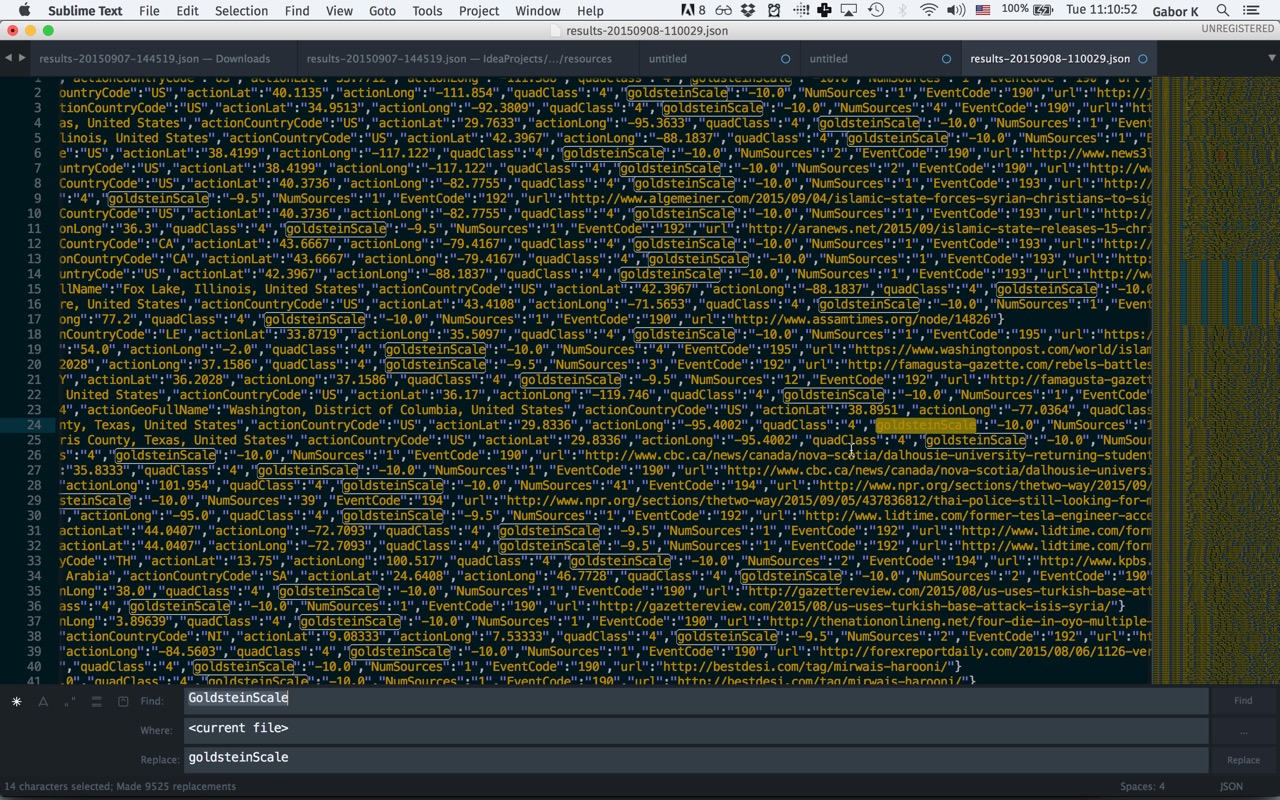 Sublime Text File Edit Selection Find View Goto Tools Project Window Help 8 100% Tue 11:10:52 Gabor K
results-20150908-110029.json UNREGISTERED
results-20150907-144519.json — Downloads results-20150907-144519.json — IdeaProjects/.../resources untitled untitled results-20150908-110029.json
2 ountryCode":"US","actionLat":"40.1135","actionLong":"-111.854","quadClass":"4","goldsteinScale":"-10.0","NumSources":"1","EventCode":"190","url":"http://j
3 actionCountryCode":"US","actionLat":"34.9513","actionLong":"-92.3809","quadClass":"4","goldsteinScale":"-10.0","NumSources":"4","EventCode":"190","url":"htt
4 as, United States","actionCountryCode":"US","actionLat":"29.7633","actionLong":"-95.3633","quadClass":"4","goldsteinScale":"-10.0","NumSources":"1","Event
5 llinois, United States","actionCountryCode":"US","actionLat":"42.3967","actionLong":"-88.1837","quadClass":"4","goldsteinScale":"-10.0","NumSources":"1","E
6 e":"US","actionLat":"38.4199","actionLong":"-117.122","quadClass":"4","goldsteinScale":"-10.0","NumSources":"2","EventCode":"190","url":"http://www.news3l
7 untryCode":"US","actionLat":"38.4199","actionLong":"-117.122","quadClass":"4","goldsteinScale":"-10.0","NumSources":"2","EventCode":"190","url":"http://ww
8 CountryCode":"US","actionLat":"40.3736","actionLong":"-82.7755","quadClass":"4","goldsteinScale":"-10.0","NumSources":"1","EventCode":"193","url":"http://
9 ":"4","goldsteinScale":"-9.5","NumSources":"1","EventCode":"192","url":"http://www.algemeiner.com/2015/09/04/islamic-state-forces-syrian-christians-to-sig
10 CountryCode":"US","actionLat":"40.3736","actionLong":"-82.7755","quadClass":"4","goldsteinScale":"-10.0","NumSources":"1","EventCode":"193","url":"http://
11 onLong":"36.3","quadClass":"4","goldsteinScale":"-9.5","NumSources":"1","EventCode":"192","url":"http://aranews.net/2015/09/islamic-state-releases-15-chri
12 CountryCode":"CA","actionLat":"43.6667","actionLong":"-79.4167","quadClass":"4","goldsteinScale":"-10.0","NumSources":"1","EventCode":"193","url":"http://
13 onCountryCode":"CA","actionLat":"43.6667","actionLong":"-79.4167","quadClass":"4","goldsteinScale":"-10.0","NumSources":"1","EventCode":"193","url":"http:
14 untryCode":"US","actionLat":"42.3967","actionLong":"-88.1837","quadClass":"4","goldsteinScale":"-10.0","NumSources":"1","EventCode":"193","url":"http://ww
15 llName":"Fox Lake, Illinois, United States","actionCountryCode":"US","actionLat":"42.3967","actionLong":"-88.1837","quadClass":"4","goldsteinScale":"-10.
16 re, United States","actionCountryCode":"US","actionLat":"43.4108","actionLong":"-71.5653","quadClass":"4","goldsteinScale":"-10.0","NumSources":"1","Event
17 ong":"77.2","quadClass":"4","goldsteinScale":"-10.0","NumSources":"1","EventCode":"190","url":"http://www.assamtimes.org/node/14826"}
18 nCountryCode":"LE","actionLat":"33.8719","actionLong":"35.5097","quadClass":"4","goldsteinScale":"-10.0","NumSources":"1","EventCode":"195","url":"https:
19 :"54.0","actionLong":"-2.0","quadClass":"4","goldsteinScale":"-10.0","NumSources":"4","EventCode":"195","url":"https://www.washingtonpost.com/world/islam
20 2028","actionLong":"37.1586","quadClass":"4","goldsteinScale":"-9.5","NumSources":"3","EventCode":"192","url":"http://famagusta-gazette.com/rebels-battles
21 Y","actionLat":"36.2028","actionLong":"37.1586","quadClass":"4","goldsteinScale":"-9.5","NumSources":"12","EventCode":"192","url":"http://famagusta-gazett
22 United States","actionCountryCode":"US","actionLat":"36.17","actionLong":"-119.746","quadClass":"4","goldsteinScale":"-10.0","NumSources":"1","EventCode"
23 4","actionGeoFullName":"Washington, District of Columbia, United States","actionCountryCode":"US","actionLat":"38.8951","actionLong":"-77.0364","quadClass
24 nty, Texas, United States","actionCountryCode":"US","actionLat":"29.8336","actionLong":"-95.4002","quadClass":"4","goldsteinScale":"-10.0","NumSources":"1
25 ris County, Texas, United States","actionCountryCode":"US","actionLat":"29.8336","actionLong":"-95.4002","quadClass":"4","goldsteinScale":"-10.0","NumSour
26 "4","goldsteinScale":"-10.0","NumSources":"1","EventCode":"190","url":"http://www.cbc.ca/news/canada/nova-scotia/dalhousie-university-returning-student
27 :"35.8333","quadClass":"4","goldsteinScale":"-10.0","NumSources":"1","EventCode":"190","url":"http://www.cbc.ca/news/canada/nova-scotia/dalhousie-universi
28 ":"101.954","quadClass":"4","goldsteinScale":"-10.0","NumSources":"41","EventCode":"194","url":"http://www.npr.org/sections/thetwo-way/2015/09/
29 steinScale":"-10.0","NumSources":"39","EventCode":"194","url":"http://www.npr.org/sections/thetwo-way/2015/09/05/437836812/thai-police-still-looking-for-m
30 ","actionLong":"-95.0","quadClass":"4","goldsteinScale":"-9.5","NumSources":"1","EventCode":"192","url":"http://www.lidtime.com/former-tesla-engineer-acce
31 Lat":"44.0407","actionLong":"-72.7093","quadClass":"4","goldsteinScale":"-9.5","NumSources":"1","EventCode":"192","url":"http://www.lidtime.com/form
32 Lat":"44.0407","actionLong":"-72.7093","quadClass":"4","goldsteinScale":"-9.5","NumSources":"1","EventCode":"192","url":"http://www.lidtime.com/form
33 yCode":"TH","actionLat":"13.75","actionLong":"100.517","quadClass":"4","goldsteinScale":"-10.0","NumSources":"2","EventCode":"194","url":"http://www.kpbs.
34 Arabia","actionCountryCode":"SA","actionLat":"24.6408","actionLong":"46.7728","quadClass":"4","goldsteinScale":"-10.0","NumSources":"2","EventCode":"190"
35 nLong":"38.0","quadClass":"4","goldsteinScale":"-10.0","NumSources":"1","EventCode":"190","url":"http://gazettereview.com/2015/08/us-uses-turkish-base-att
36 ass":"4","goldsteinScale":"-10.0","NumSources":"1","EventCode":"190","url":"http://gazettereview.com/2015/08/us-uses-turkish-base-attack-isis-syria/"}
37 nLong":"3.89639","quadClass":"4","goldsteinScale":"-10.0","NumSources":"1","EventCode":"190","url":"http://thenationonlineng.com/four-die-in-oyo-multiple-
38 "actionCountryCode":"NI","actionLat":"9.08333","actionLong":"7.53333","quadClass":"4","goldsteinScale":"-9.5","NumSources":"2","EventCode":"192","url":"ht
39 ","actionLong":"-84.5603","quadClass":"4","goldsteinScale":"-10.0","NumSources":"1","EventCode":"190","url":"http://forexreportdaily.com/2015/08/06/1126-ver
40 ","quadClass":"4","goldsteinScale":"-10.0","NumSources":"1","EventCode":"190","url":"http://bestdesi.com/tag/mirwais-harooni/"}
41 .0","quadClass":"4","goldsteinScale":"-10.0","NumSources":"1","EventCode":"190","url":"http://bestdesi.com/tag/mirwais-harooni/"}
Find: GoldsteinScale Find
Where: <current file> ...
Replace: goldsteinScale Replace
14 characters selected; Made 9525 replacements Spaces: 4 JSON